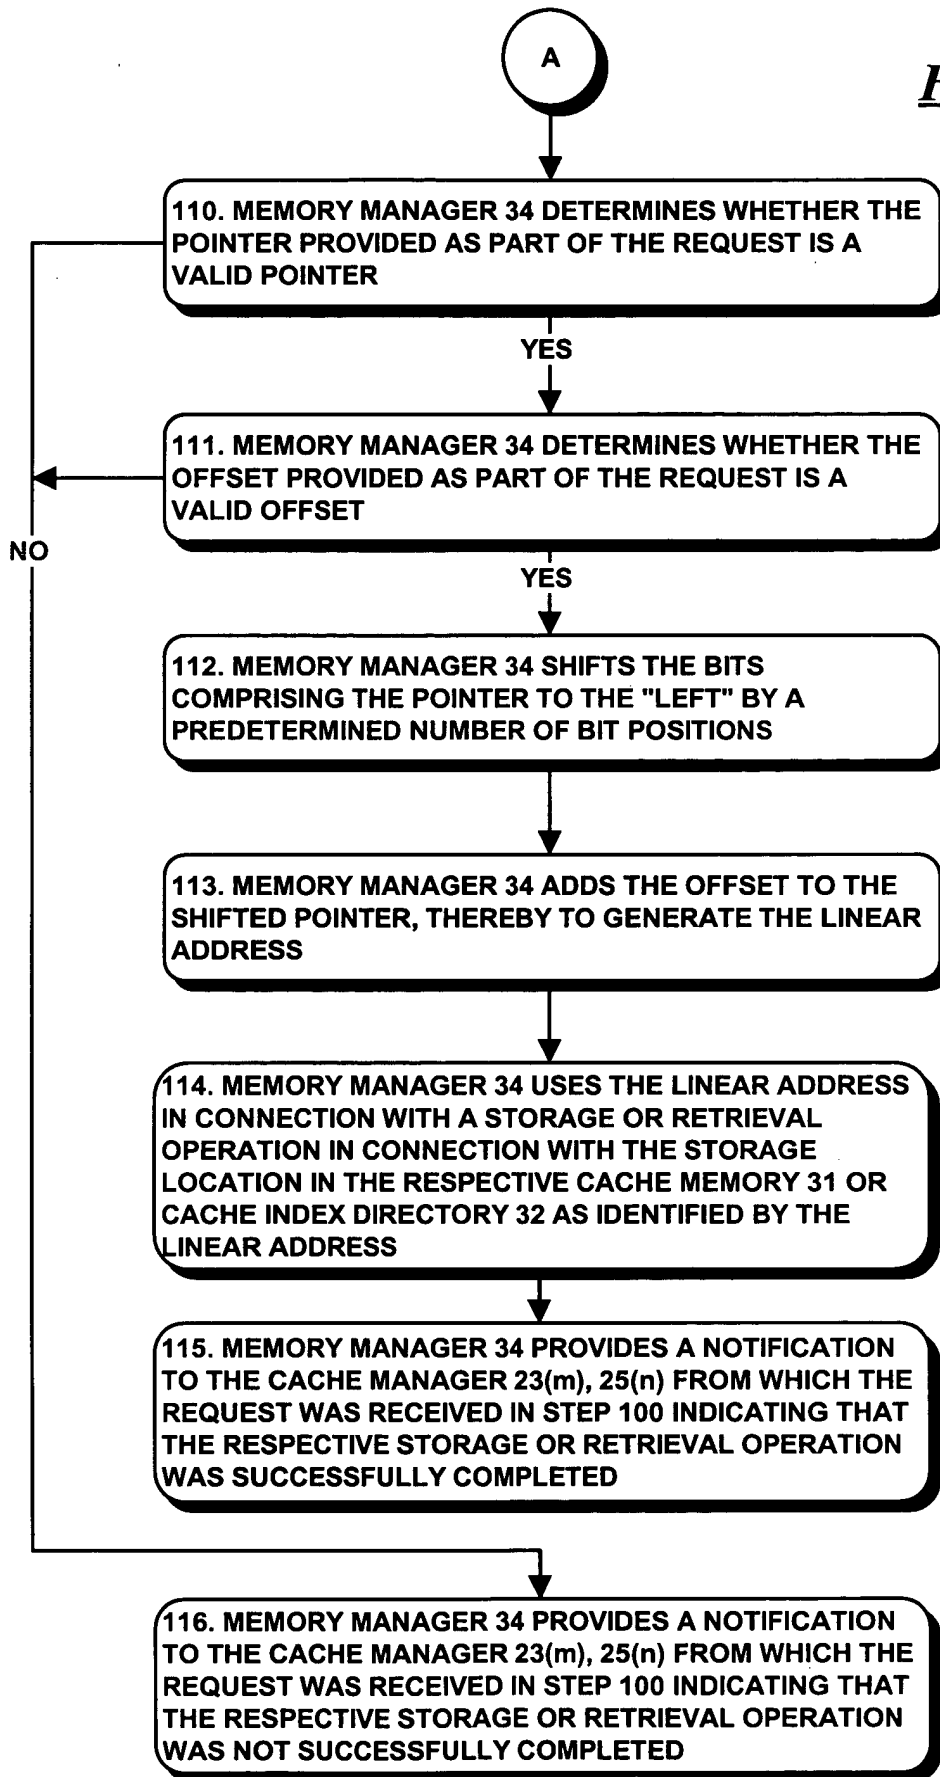 A
110. MEMORY MANAGER 34 DETERMINES WHETHER THE
POINTER PROVIDED AS PART OF THE REQUEST IS A
VALID POINTER
YES
111. MEMORY MANAGER 34 DETERMINES WHETHER THE
OFFSET PROVIDED AS PART OF THE REQUEST IS A
VALID OFFSET
NO
YES
112. MEMORY MANAGER 34 SHIFTS THE BITS
COMPRISING THE POINTER TO THE "LEFT" BY A
PREDETERMINED NUMBER OF BIT POSITIONS
113. MEMORY MANAGER 34 ADDS THE OFFSET TO THE
SHIFTED POINTER, THEREBY TO GENERATE THE LINEAR
ADDRESS
114. MEMORY MANAGER 34 USES THE LINEAR ADDRESS
IN CONNECTION WITH A STORAGE OR RETRIEVAL
OPERATION IN CONNECTION WITH THE STORAGE
LOCATION IN THE RESPECTIVE CACHE MEMORY 31 OR
CACHE INDEX DIRECTORY 32 AS IDENTIFIED BY THE
LINEAR ADDRESS
115. MEMORY MANAGER 34 PROVIDES A NOTIFICATION
TO THE CACHE MANAGER 23(m), 25(n) FROM WHICH THE
REQUEST WAS RECEIVED IN STEP 100 INDICATING THAT
THE RESPECTIVE STORAGE OR RETRIEVAL OPERATION
WAS SUCCESSFULLY COMPLETED
116. MEMORY MANAGER 34 PROVIDES A NOTIFICATION
TO THE CACHE MANAGER 23(m), 25(n) FROM WHICH THE
REQUEST WAS RECEIVED IN STEP 100 INDICATING THAT
THE RESPECTIVE STORAGE OR RETRIEVAL OPERATION
WAS NOT SUCCESSFULLY COMPLETED